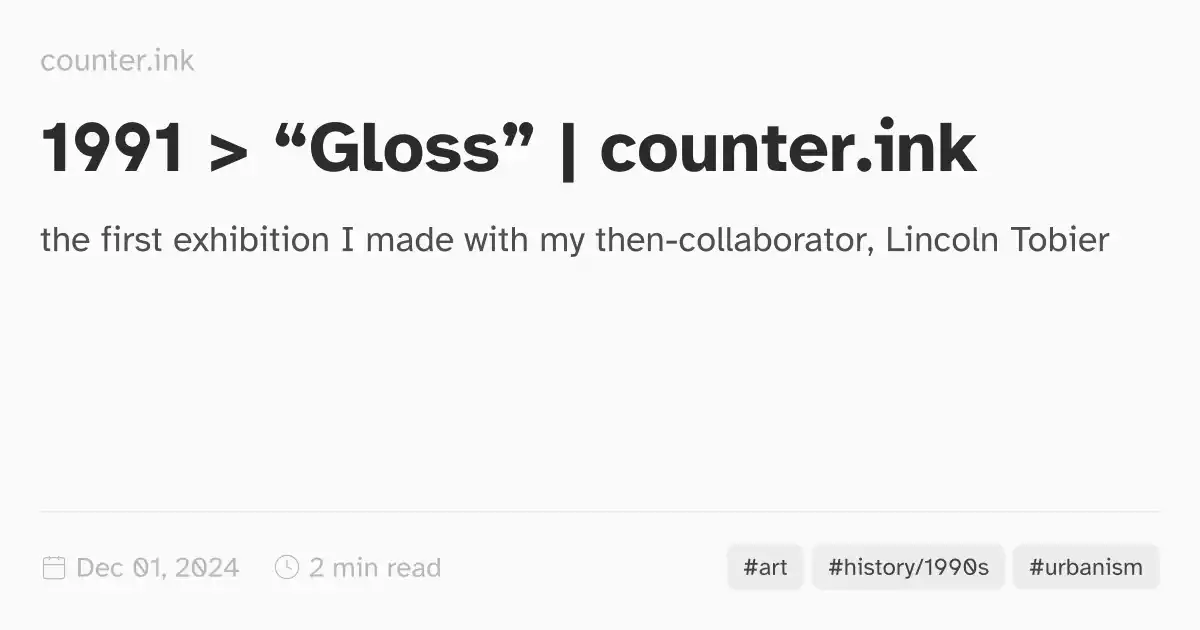 counter.ink
1991 > “Gloss” | counter.ink
the first exhibition I made with my then-collaborator, Lincoln Tobier
Dec 01, 2024 2 min read #art #history/1990s #urbanism